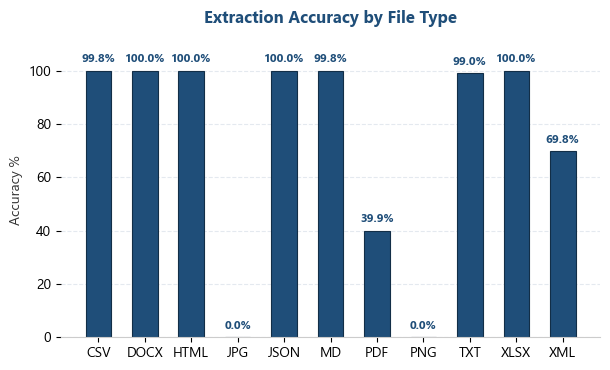 Extraction Accuracy by File Type
99.8% 100.0% 100.0% 0.0% 100.0% 99.8% 39.9% 0.0% 99.0% 100.0% 69.8%
Accuracy %
100
80
60
40
20
0
CSV DOCX HTML JPG JSON MD PDF PNG TXT XLSX XML